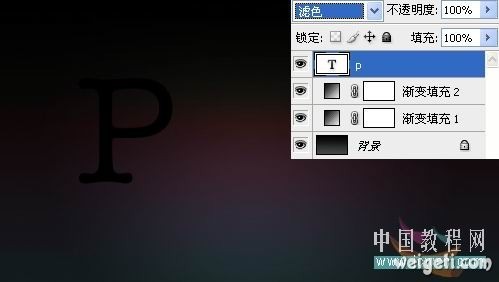 滤色 不透明度: 100%
锁定: 填充: 100%
T p
渐变填充 2
渐变填充 1
背景
P
中国教程网
weigeti.com